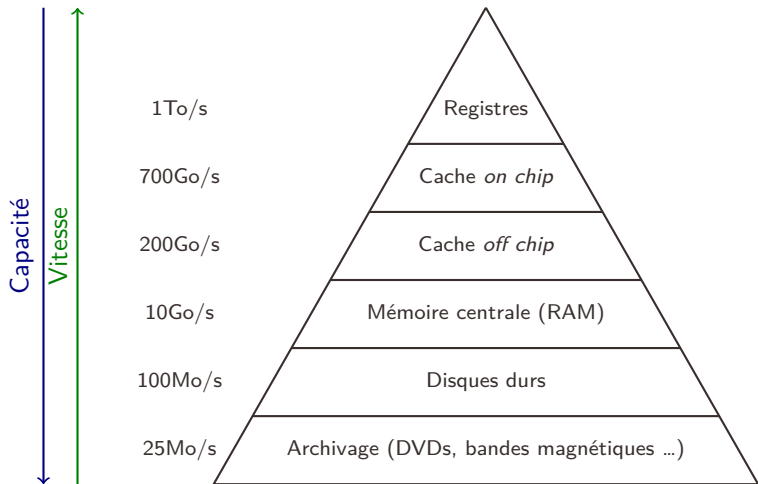 Capacité
Vitesse
1To/s
Registres
700Go/s
Cache on chip
200Go/s
Cache off chip
10Go/s
Mémoire centrale (RAM)
100Mo/s
Disques durs
25Mo/s
Archivage (DVDs, bandes magnétiques …)